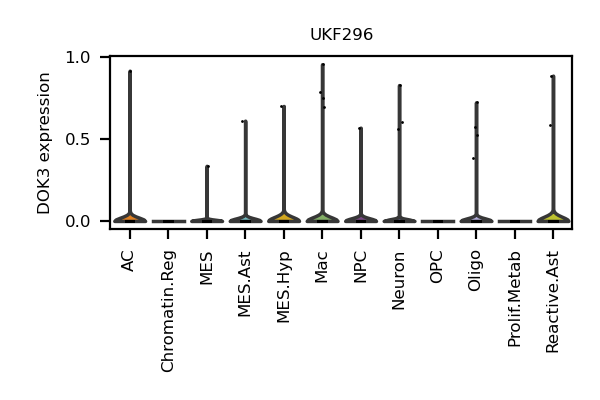 UKF296
DOK3 expression
1.0
0.5
0.0
AC
Chromatin.Reg
MES
MES.Ast
MES.Hyp
Mac
NPC
Neuron
OPC
Oligo
Prolif.Metab
Reactive.Ast